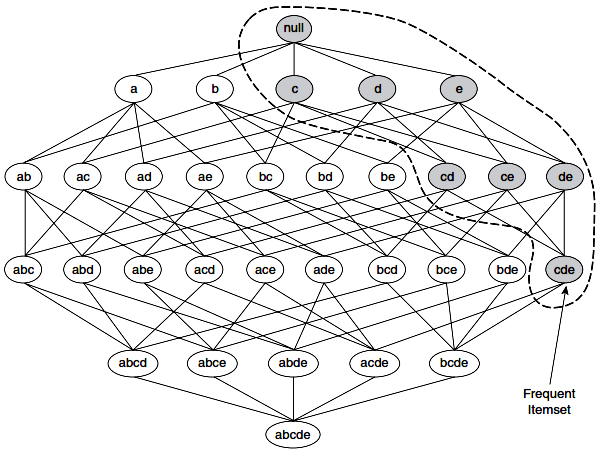 null
a b c d e
ab ac ad ae bc bd be cd ce de
abc abd abe acd ace ade bcd bce bde cde
abcd abce abde acde bcde
Frequent
Itemset
abcde